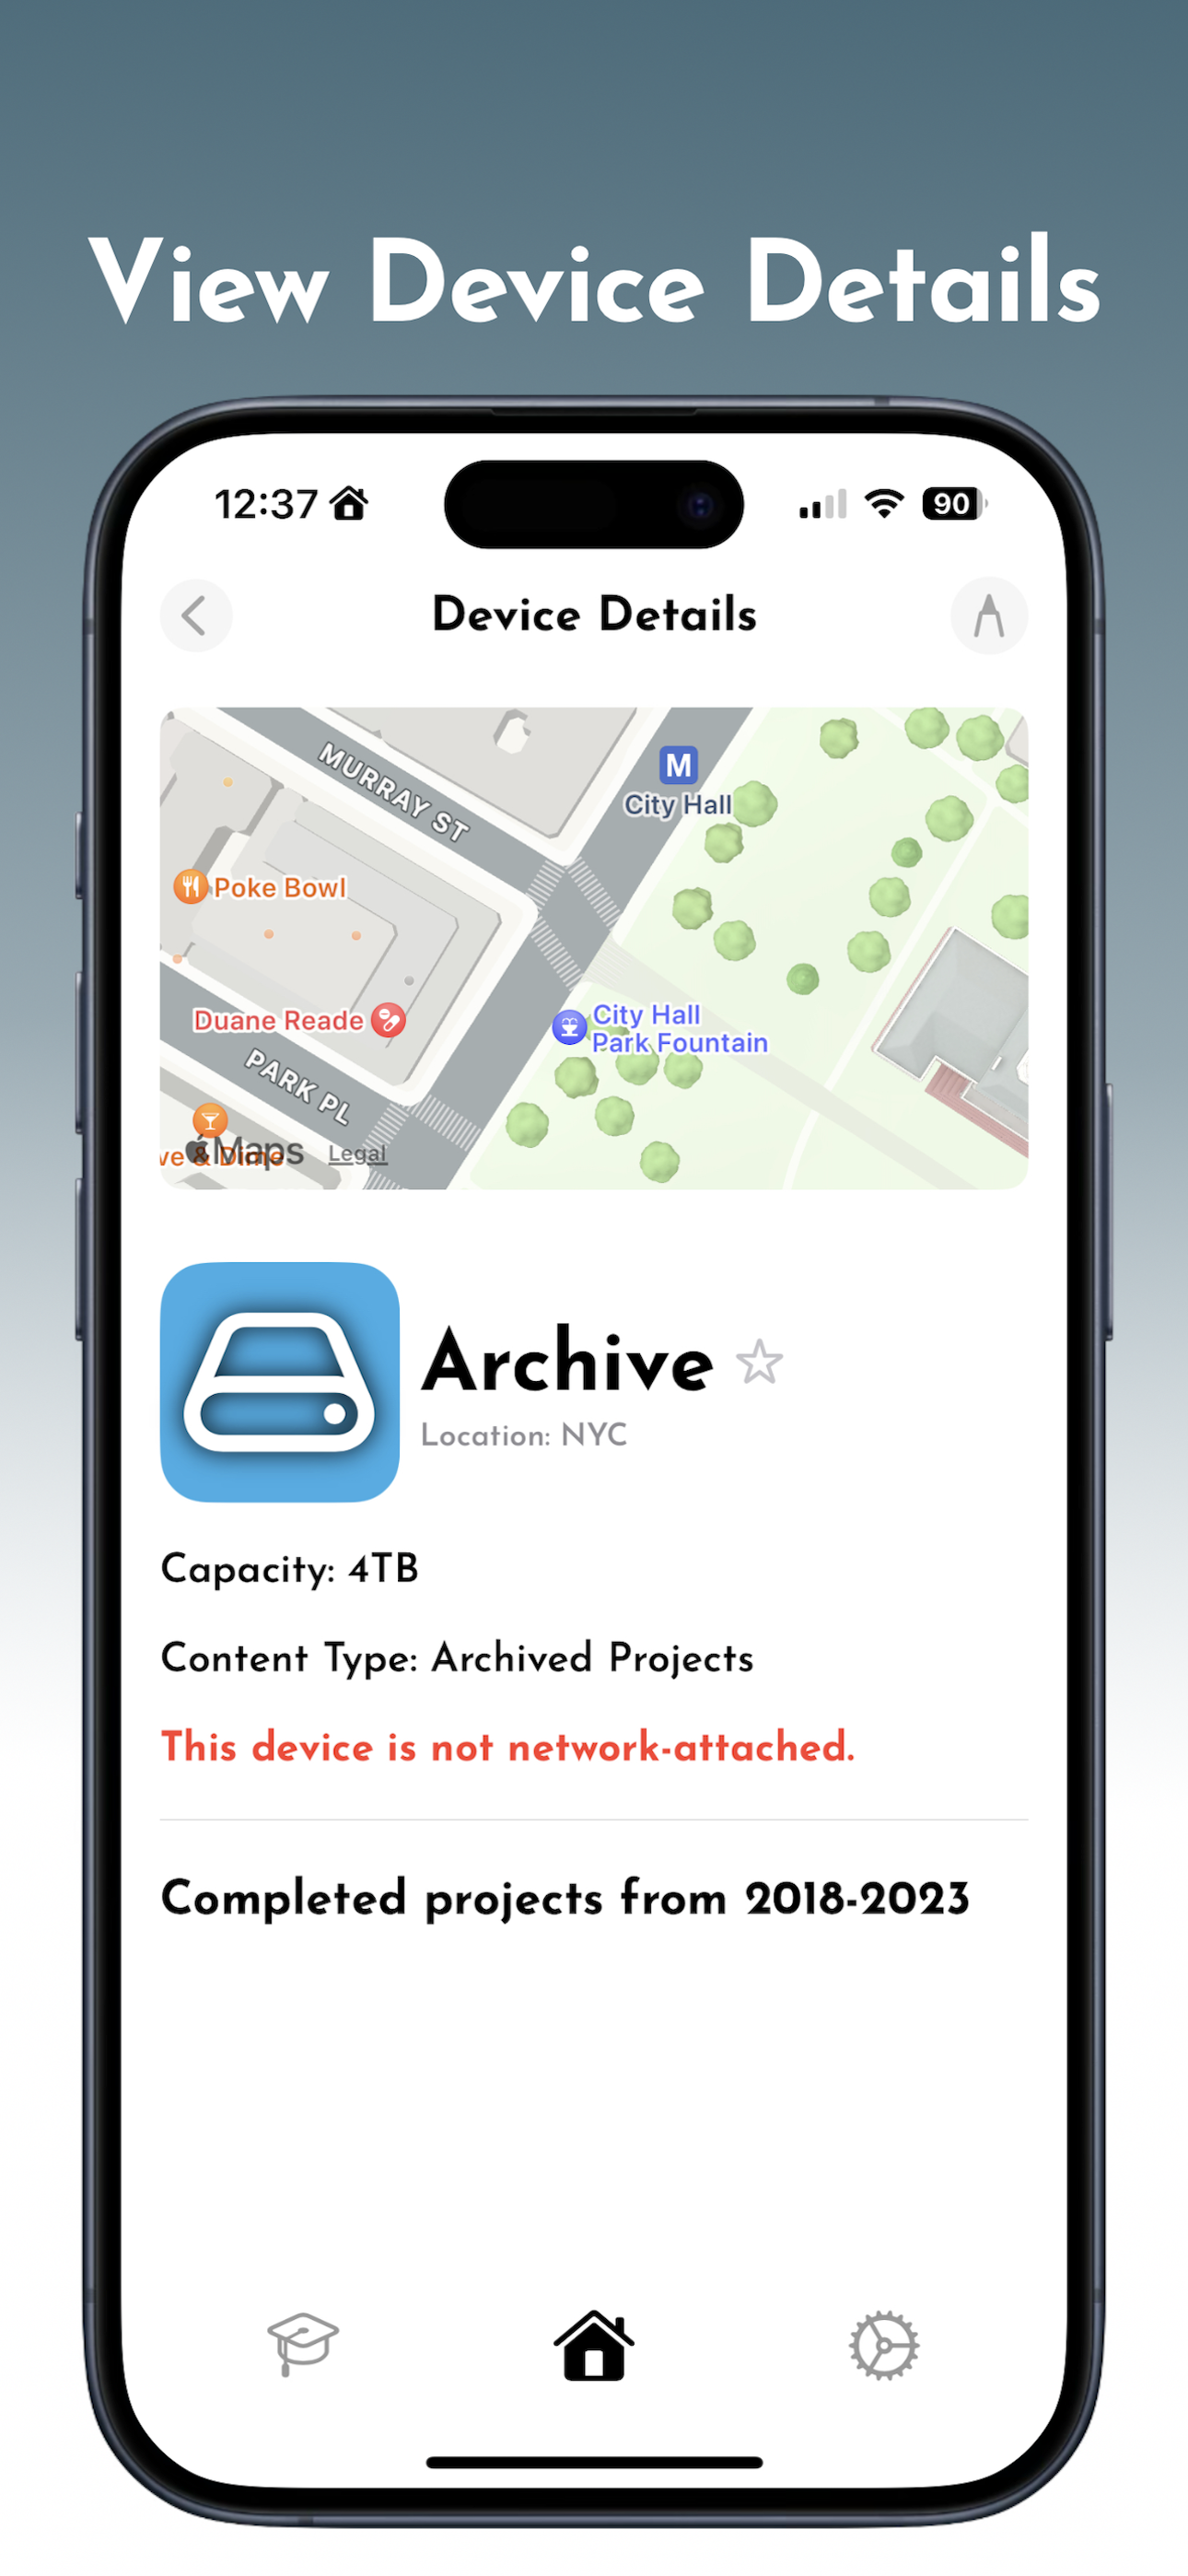 View Device Details
12:37
90
Device Details
MURRAY ST
M
City Hall
Poke Bowl
City Hall
Park Fountain
Duane Reade
PARK PL
ve & Dime
Maps
Legal
Archive
Location: NYC
Capacity: 4TB
Content Type: Archived Projects
This device is not network-attached.
Completed projects from 2018-2023